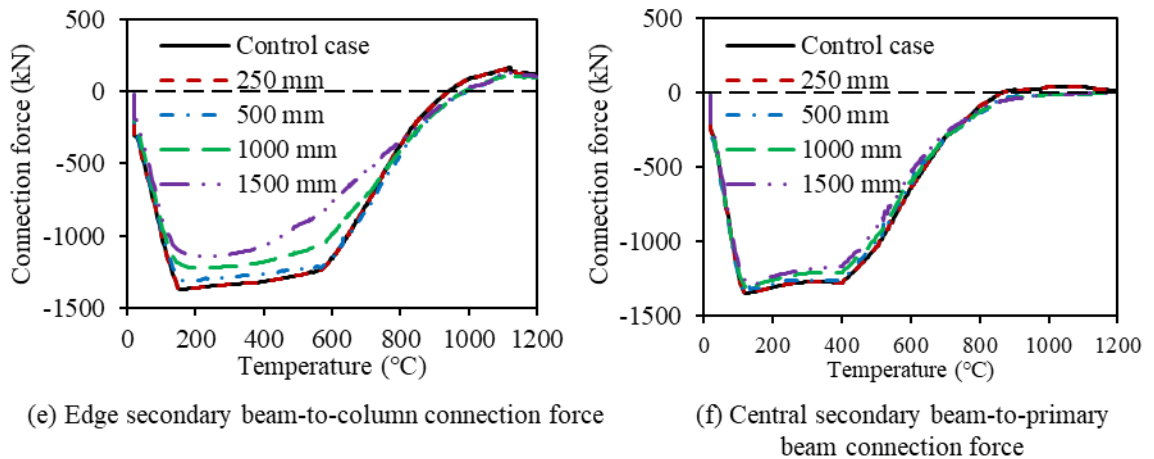 500
0
-500
-1000
-1500
Connection force (kN)
Control case
250 mm
500 mm
1000 mm
1500 mm
0 200 400 600 800 1000 1200
Temperature (°C)
(e) Edge secondary beam-to-column connection force
500
0
-500
-1000
-1500
Connection force (kN)
Control case
250 mm
500 mm
1000 mm
1500 mm
0 200 400 600 800 1000 1200
Temperature (°C)
(f) Central secondary beam-to-primary
beam connection force